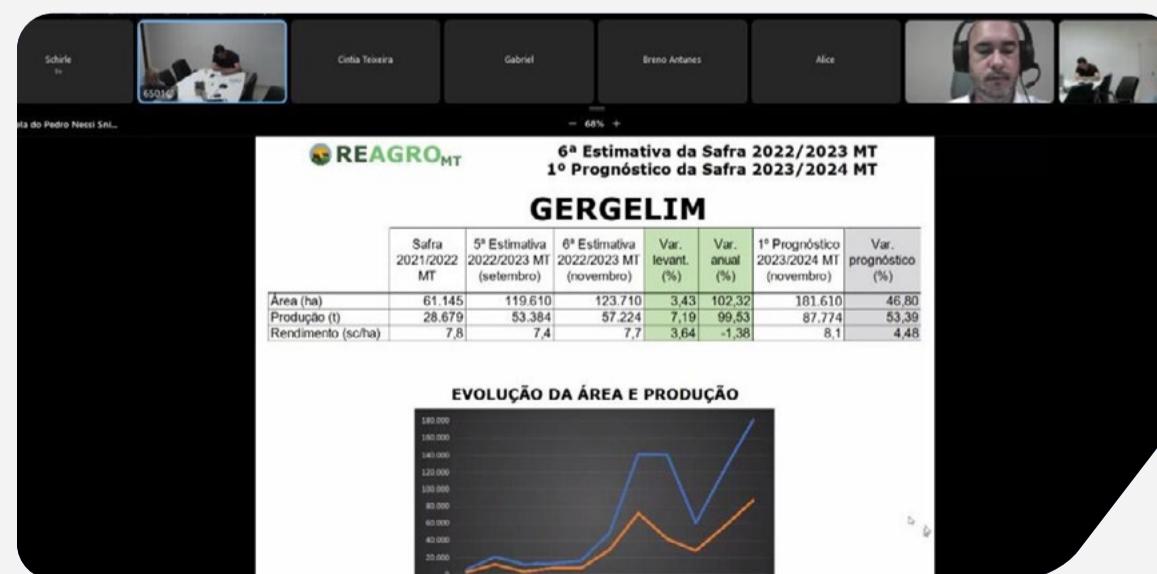 Schirle
Cintia Teixeira
Gabriel
Breno Antunes
Alice
do Pedro Nessi Sni...
− 68% +
REAGRO MT
6ª Estimativa da Safra 2022/2023 MT
1º Prognóstico da Safra 2023/2024 MT
GERGELIM
Safra 2021/2022 MT
5ª Estimativa 2022/2023 MT (setembro)
6ª Estimativa 2022/2023 MT (novembro)
Var. levant. (%)
Var. anual (%)
1º Prognóstico 2023/2024 MT (novembro)
Var. prognóstico (%)
Área (ha) 61.145 119.610 123.710 3,43 102,32 181.610 46,80
Produção (t) 28.679 53.384 57.224 7,19 99,53 87.774 53,39
Rendimento (sc/ha) 7,8 7,4 7,7 3,64 -1,38 8,1 4,48
EVOLUÇÃO DA ÁREA E PRODUÇÃO
180.000
160.000
140.000
120.000
100.000
80.000
60.000
40.000
20.000